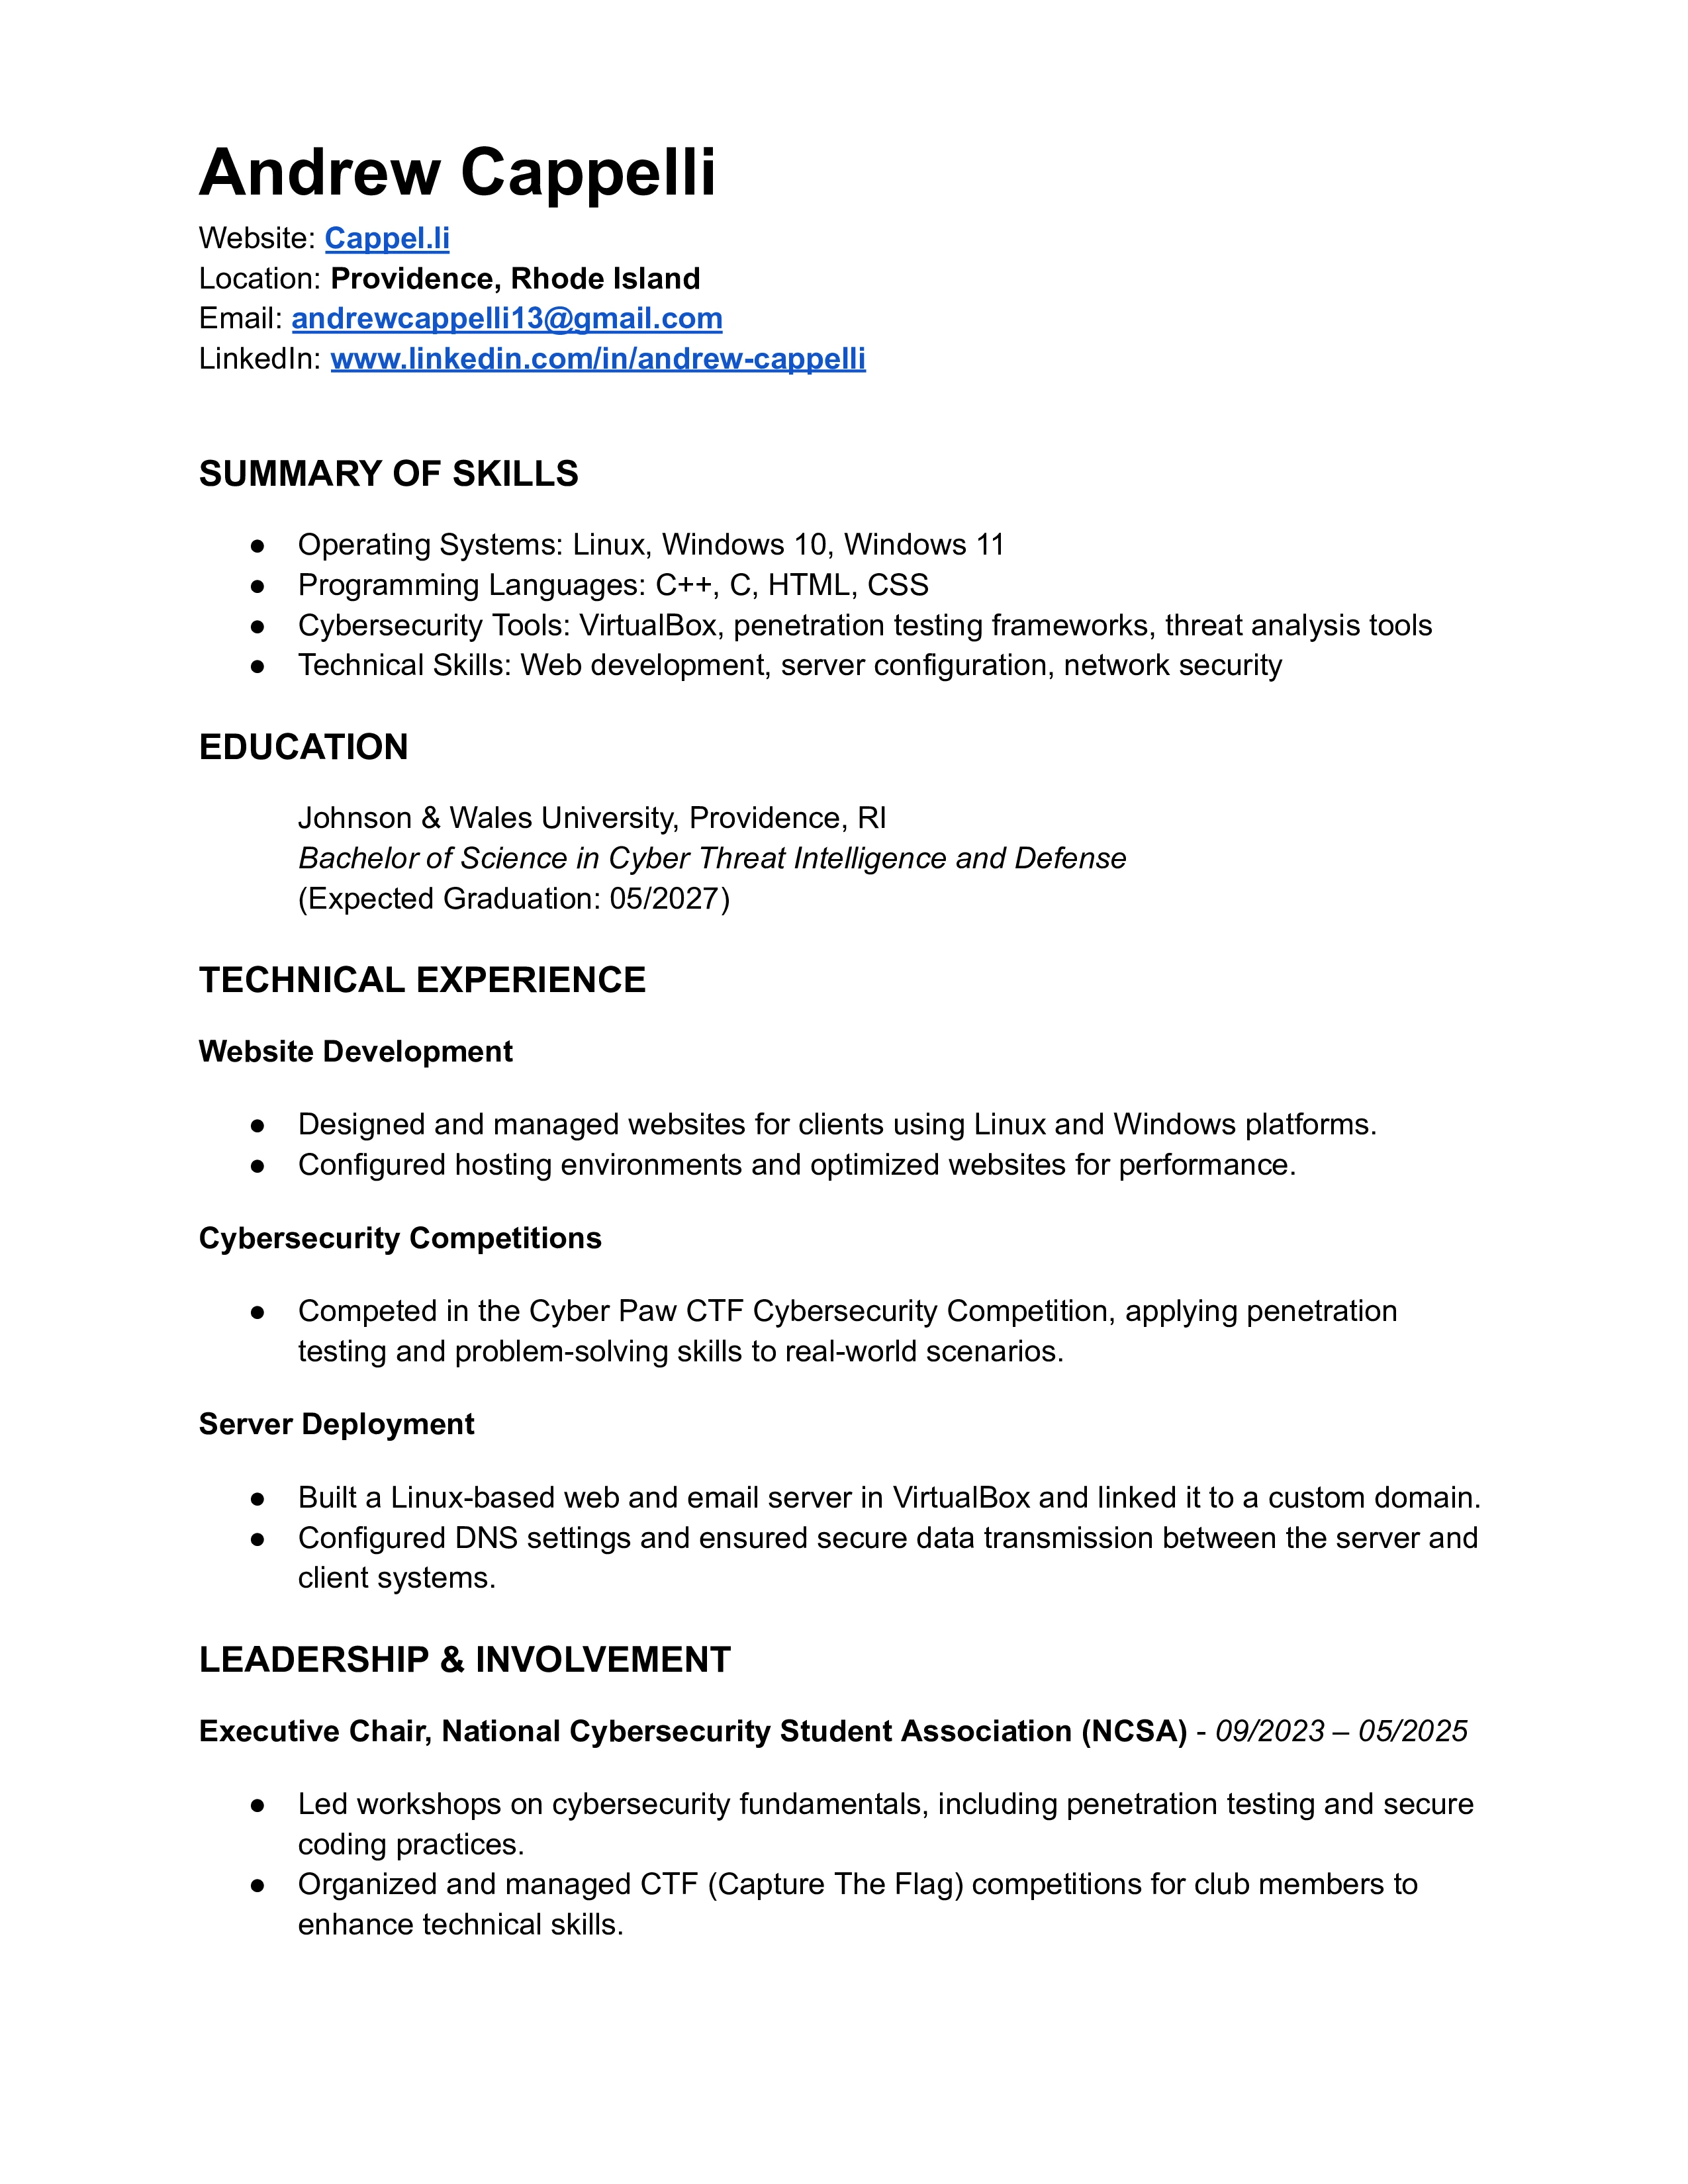 Andrew Cappelli
Website: Cappel.li
Location: Providence, Rhode Island
Email: andrewcappelli13@gmail.com
LinkedIn: www.linkedin.com/in/andrew-cappelli
SUMMARY OF SKILLS
● Operating Systems: Linux, Windows 10, Windows 11
● Programming Languages: C++, C, HTML, CSS
● Cybersecurity Tools: VirtualBox, penetration testing frameworks, threat analysis tools
● Technical Skills: Web development, server configuration, network security
EDUCATION
Johnson & Wales University, Providence, RI
Bachelor of Science in Cyber Threat Intelligence and Defense
(Expected Graduation: 05/2027)
TECHNICAL EXPERIENCE
Website Development
● Designed and managed websites for clients using Linux and Windows platforms.
● Configured hosting environments and optimized websites for performance.
Cybersecurity Competitions
● Competed in the Cyber Paw CTF Cybersecurity Competition, applying penetration
testing and problem-solving skills to real-world scenarios.
Server Deployment
● Built a Linux-based web and email server in VirtualBox and linked it to a custom domain.
● Configured DNS settings and ensured secure data transmission between the server and
client systems.
LEADERSHIP & INVOLVEMENT
Executive Chair, National Cybersecurity Student Association (NCSA) - 09/2023 – 05/2025
● Led workshops on cybersecurity fundamentals, including penetration testing and secure
coding practices.
● Organized and managed CTF (Capture The Flag) competitions for club members to
enhance technical skills.